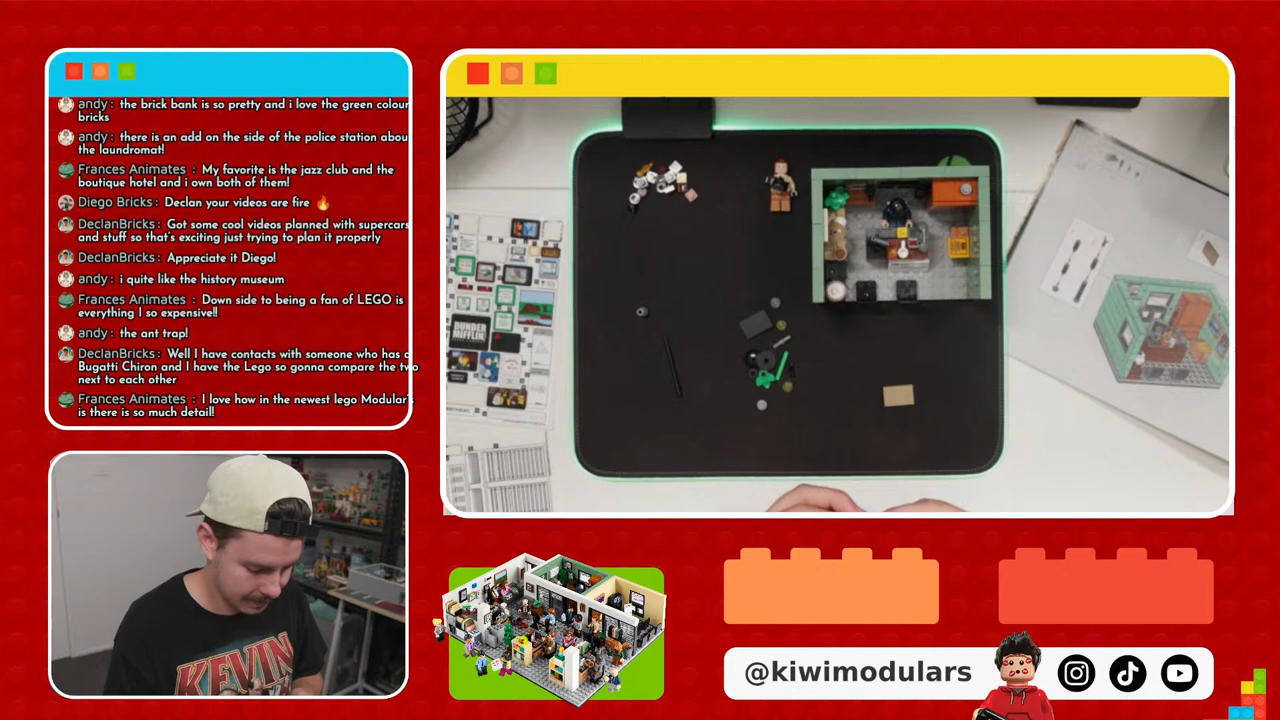 andy: the brick bank is so pretty and i love the green colour
bricks
andy: there is an add on the side of the police station abou
the laundromat!
Frances Animates : My favorite is the jazz club and the
boutique hotel and i own both of them!
Diego Bricks: Declan your videos are fire 🔥
DeclanBricks: Got some cool videos planned with supercars
and stuff so that's exciting just trying to plan it properly
DeclanBricks: Appreciate it Diego!
andy: i quite like the history museum
Frances Animates : Down side to being a fan of LEGO is
everything I so expensive!!
andy: the ant trap!
DeclanBricks: Well I have contacts with someone who has a
Bugatti Chiron and I have the Lego so gonna compare the two
next to each other
Frances Animates : I love how in the newest lego Modular's
is there is so much detail!
DUNDER
MIFFLIN
KEVIN
@kiwimodulars